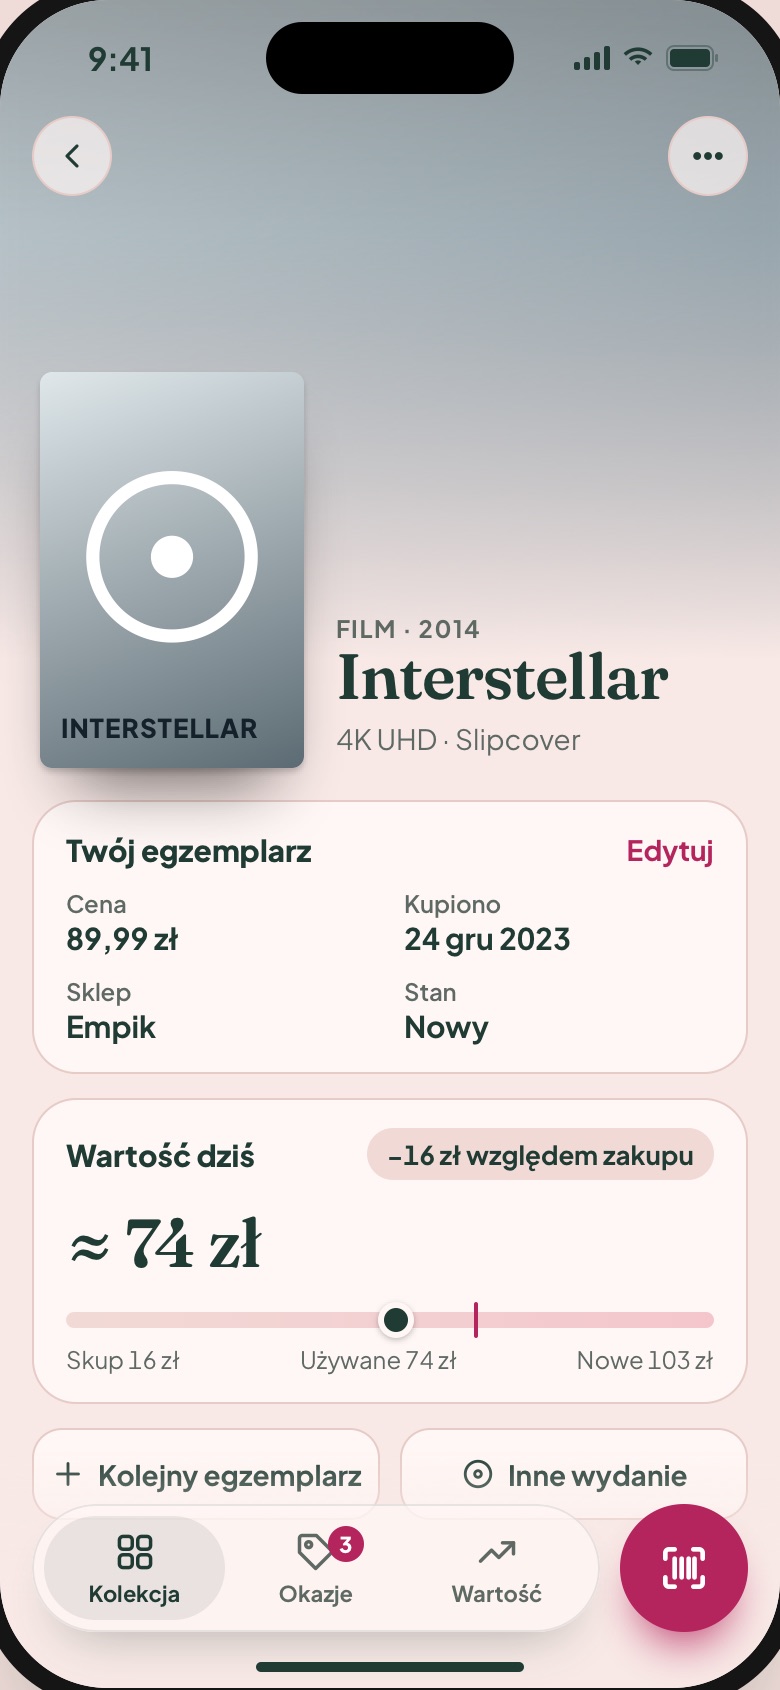 9:41
INTERSTELLAR
FILM · 2014
Interstellar
4K UHD · Slipcover
Twój egzemplarz
Edytuj
Cena
Kupiono
89,99 zł
24 gru 2023
Sklep
Stan
Empik
Nowy
Wartość dziś
−16 zł względem zakupu
≈ 74 zł
Skup 16 zł
Używane 74 zł
Nowe 103 zł
Kolejny egzemplarz
Inne wydanie
3
Kolekcja
Okazje
Wartość